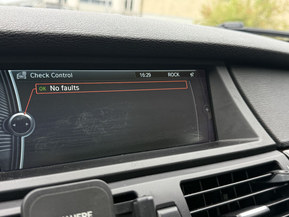 Check Control 16:29 ROCK
OK No faults